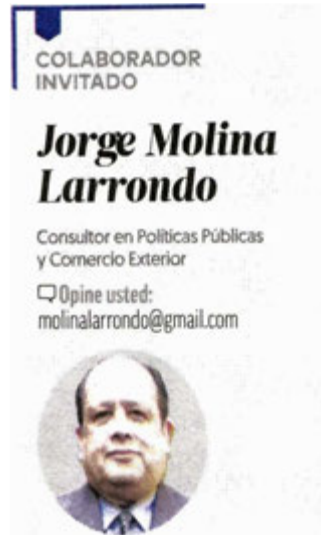 COLABORADOR
INVITADO
Jorge Molina
Larrondo
Consultor en Políticas Públicas
y Comercio Exterior
Opine usted:
molinalarrondo@gmail.com